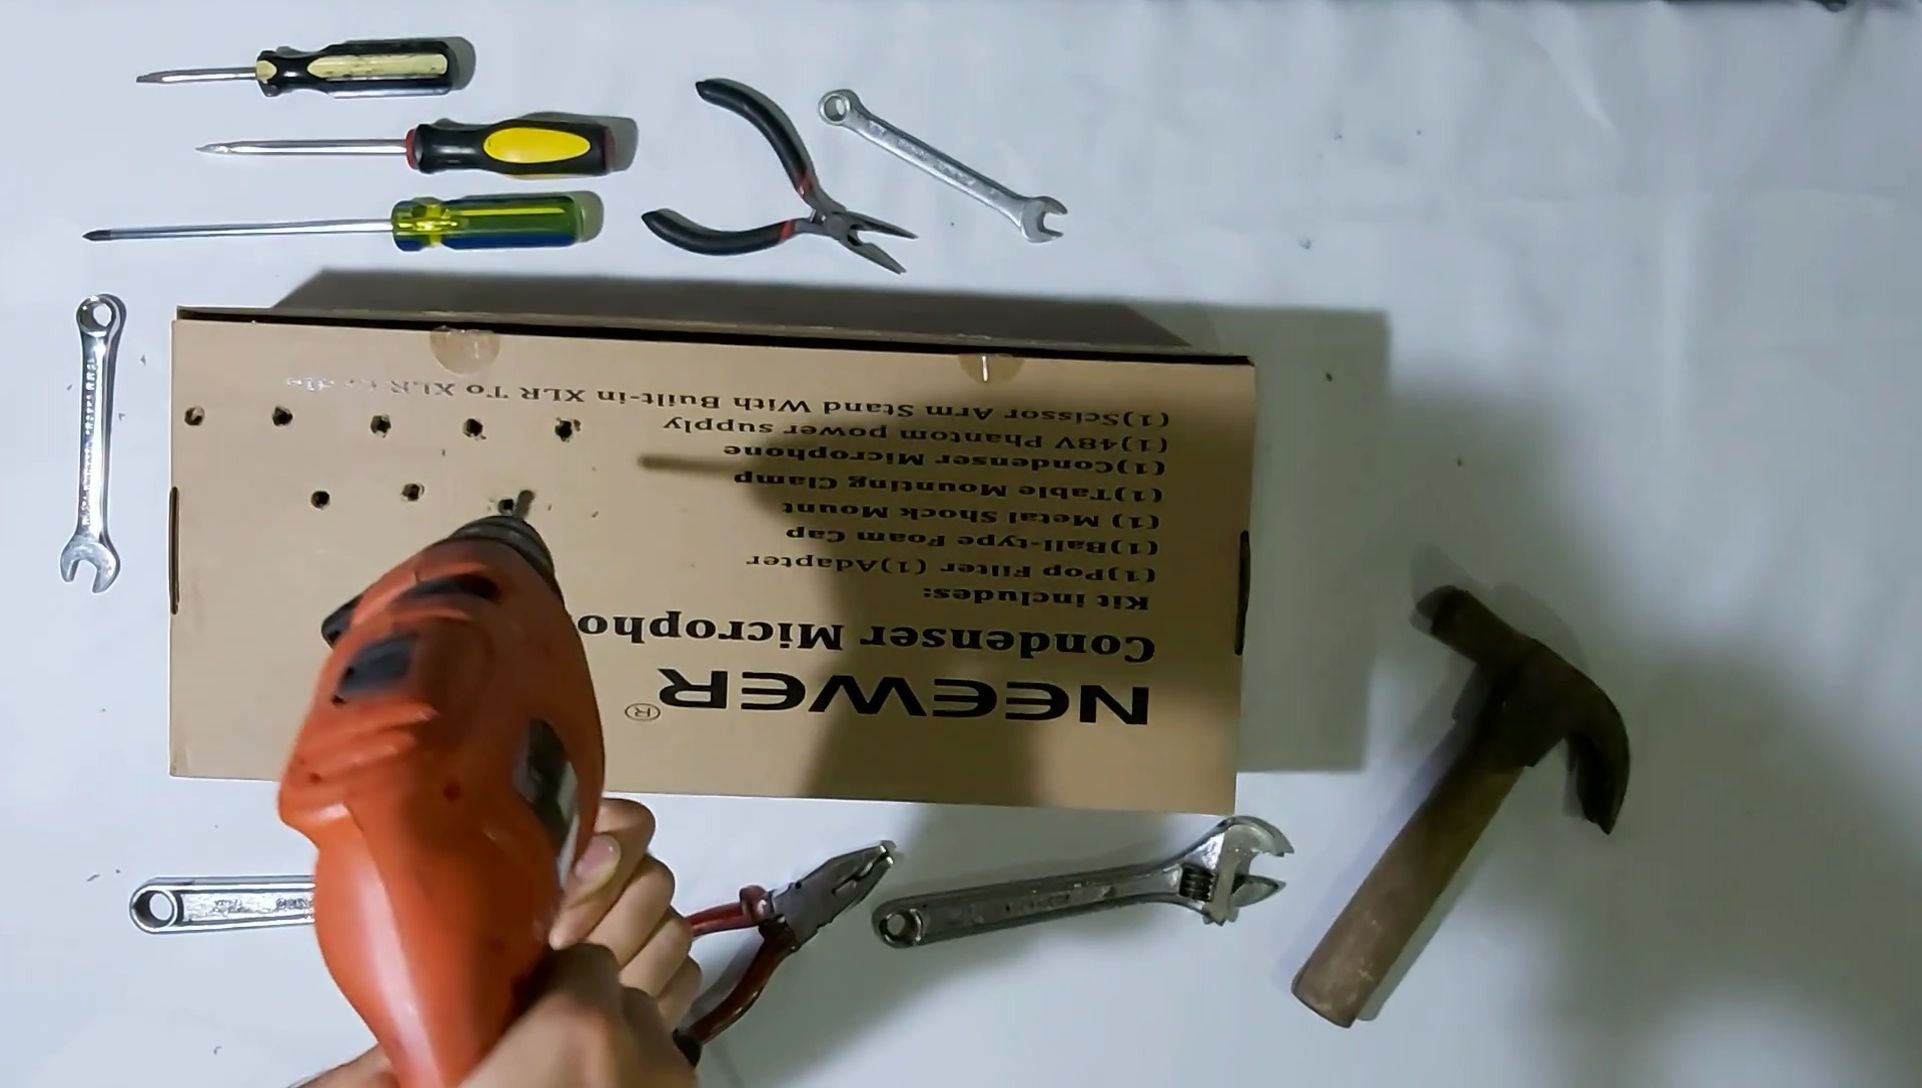 NEEWER®
Condenser Micropho
Kit includes:
(1)Pop Filter (1)Adapter
(1)Ball-type Foam Cap
(1) Metal Shock Mount
(1)Table Mounting Clamp
(1)Condenser Microphone
(1)48V Phantom power supply
(1)Scissor Arm Stand With Built-in XLR To XLR